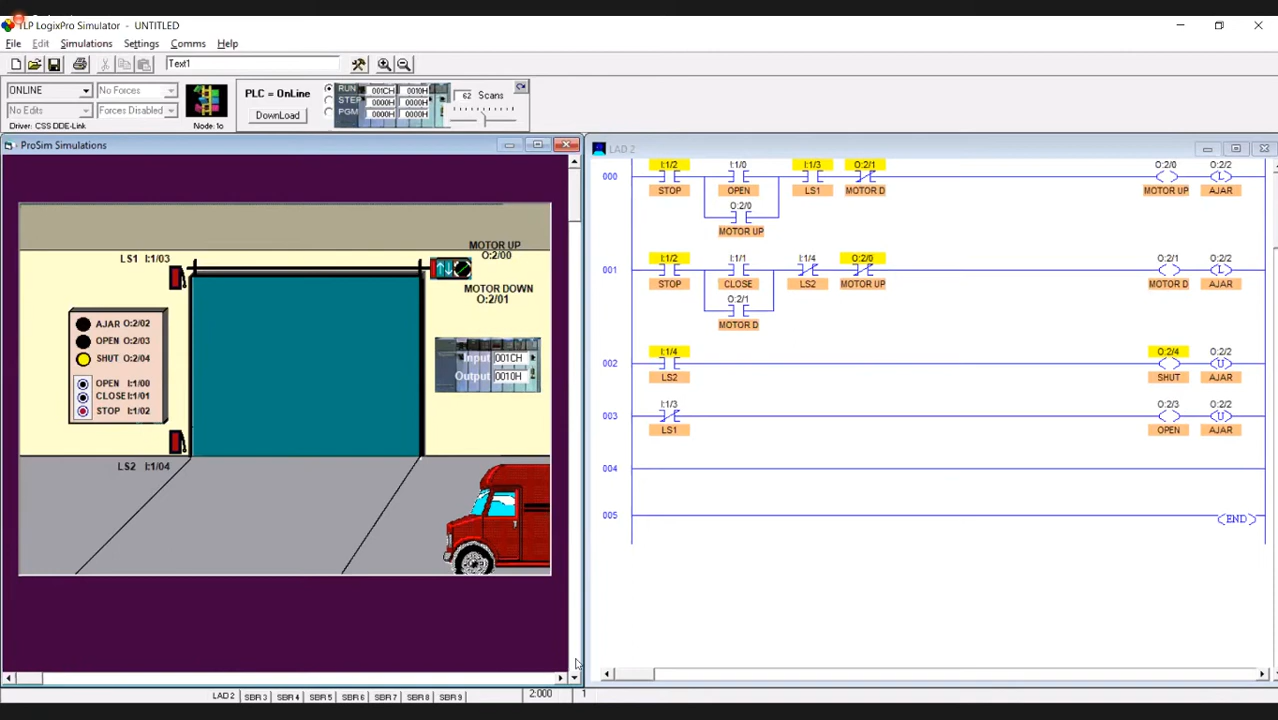 TLP LogixPro Simulator - UNTITLED
File Edit Simulations Settings Comms Help
Text1
ONLINE No Forces
No Edits Forces Disabled
Driver: CSS DDE-Link Node: 1o
PLC = OnLine
DownLoad
RUN 001CH 0010H
STEP 0000H 0000H
PGM 0000H 0000H
62 Scans
ProSim Simulations
LS1 I:1/03
MOTOR UP
O:2/00
MOTOR DOWN
O:2/01
AJAR O:2/02
OPEN O:2/03
SHUT O:2/04
OPEN I:1/00
CLOSE I:1/01
STOP I:1/02
Input 001CH
Output 0010H
LS2 I:1/04
LAD 2
I:1/2 I:1/0 I:1/3 O:2/1 O:2/0 O:2/2
000 L
STOP OPEN LS1 MOTOR D MOTOR UP AJAR
O:2/0
MOTOR UP
I:1/2 I:1/1 I:1/4 O:2/0 O:2/1 O:2/2
001 L
STOP CLOSE LS2 MOTOR UP MOTOR D AJAR
O:2/1
MOTOR D
I:1/4 O:2/4 O:2/2
002 U
LS2 SHUT AJAR
I:1/3 O:2/3 O:2/2
003 U
LS1 OPEN AJAR
004
005 END
LAD 2 SBR 3 SBR 4 SBR 5 SBR 6 SBR 7 SBR 8 SBR 9 2:000 1